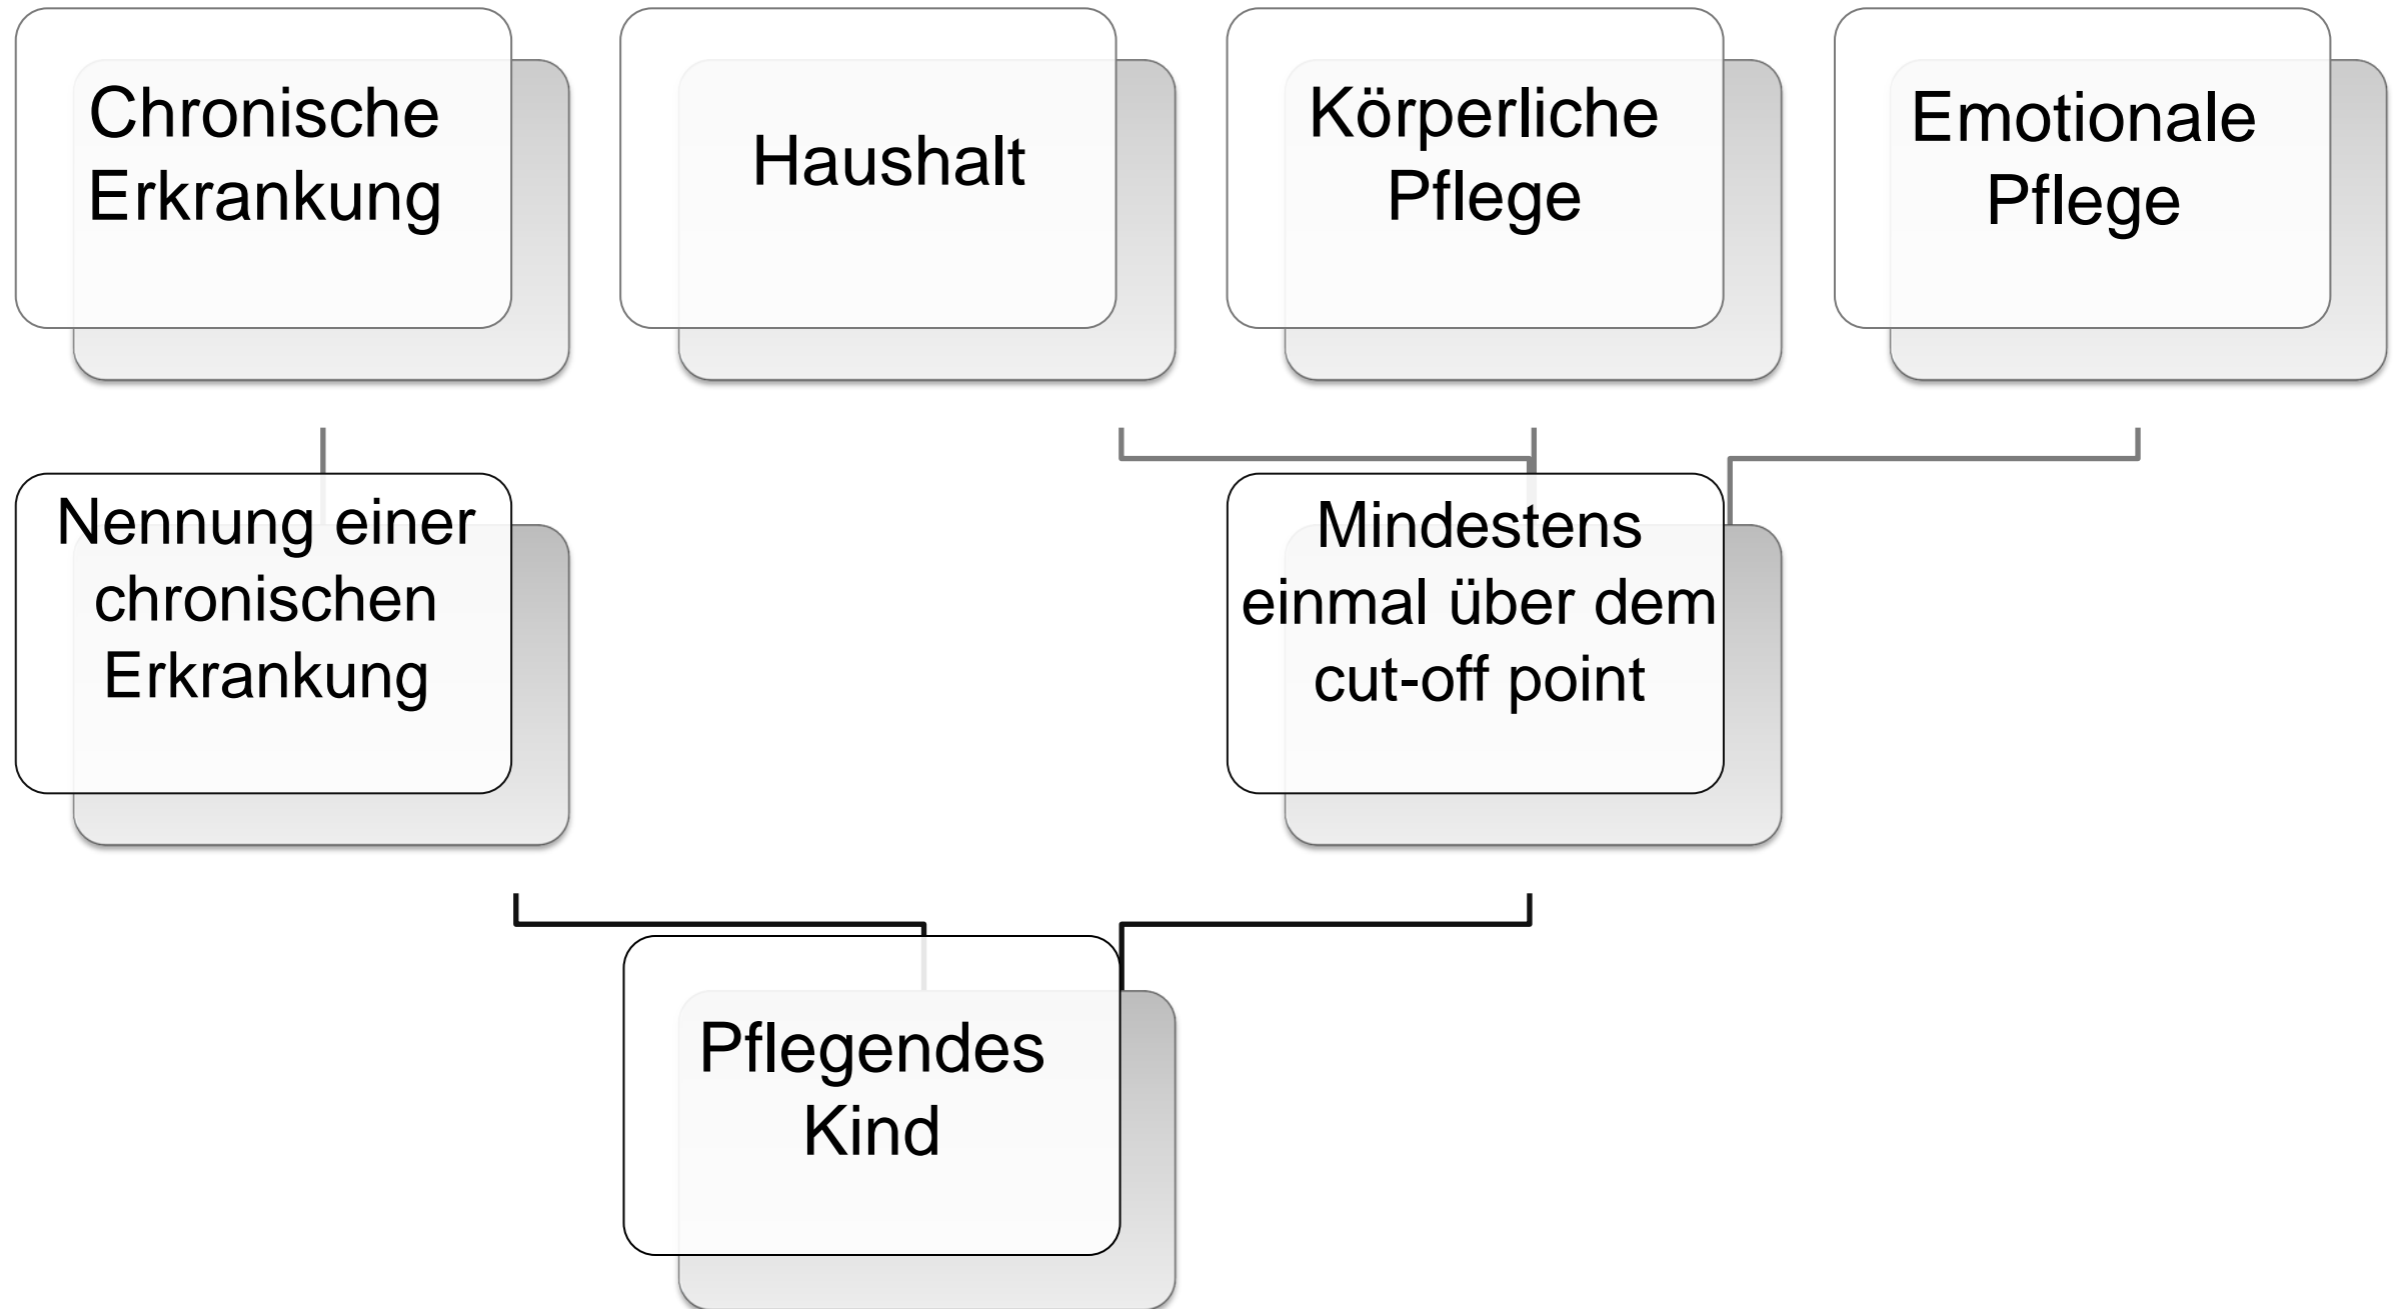 Chronische
Erkrankung
Haushalt
Körperliche
Pflege
Emotionale
Pflege
Nennung einer
chronischen
Erkrankung
Mindestens
einmal über dem
cut-off point
Pflegendes
Kind